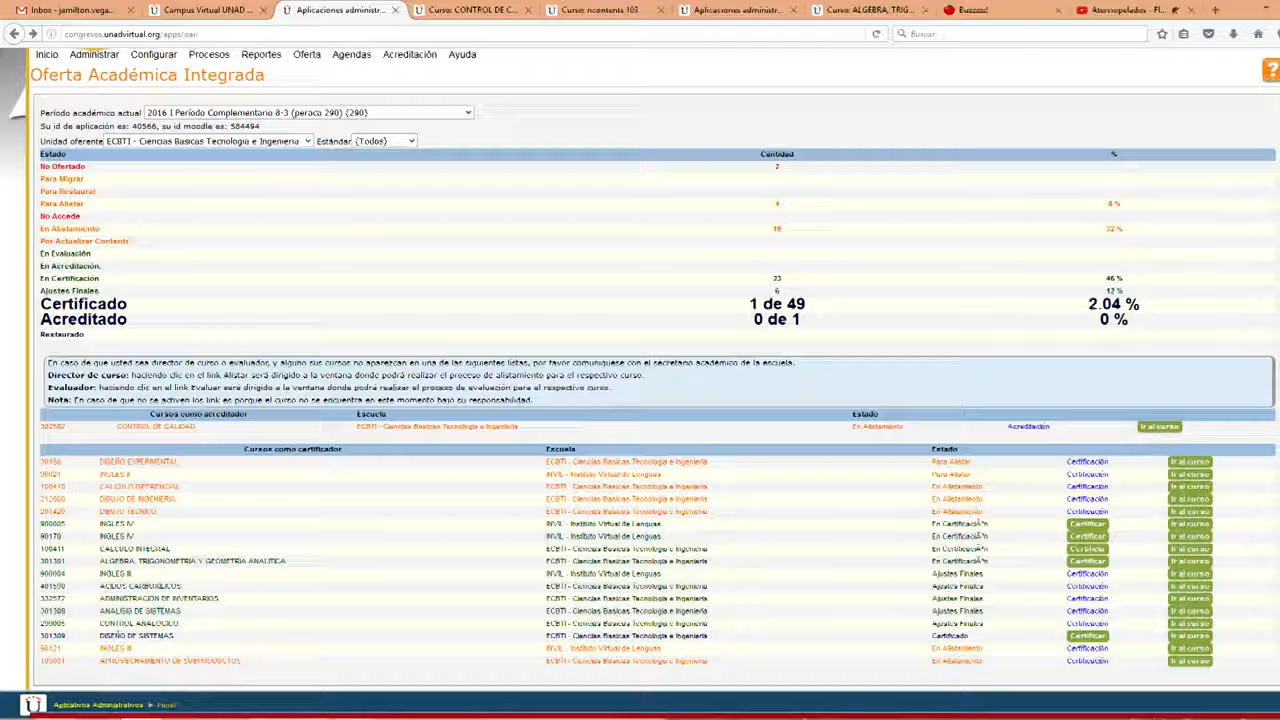 Inbox - jamilton.vega...
Campus Virtual UNAD ...
Aplicaciones administr...
Curso: CONTROL DE C...
Curso: ncontents 103
Aplicaciones administr...
Curso: ALGEBRA, TRIG...
Buzzzz!
Aterciopelados - Fl...
congresos.unadvirtual.org/apps/oai/
Buscar
Inicio Administrar Configurar Procesos Reportes Oferta Agendas Acreditación Ayuda
Oferta Académica Integrada
Período académico actual 2016 I Período Complementario 8-3 (peraca 290) {290}
Su id de aplicación es: 40566, su id moodle es: 584494
Unidad oferente ECBTI - Ciencias Basicas Tecnologia e Ingenieria Estándar {Todos}
Estado Cantidad %
No Ofertado 2
Para Migrar
Para Restaurar
Para Alistar 4 8 %
No Accede
En Alistamiento 16 32 %
Por Actualizar Contents
En Evaluación
En Acreditación.
En Certificación 23 46 %
Ajustes Finales 6 12 %
Certificado 1 de 49 2.04 %
Acreditado 0 de 1 0 %
Restaurado
En caso de que usted sea director de curso o evaluador, y alguno sus cursos no aparezcan en una de las siguientes listas, por favor comuniquese con el secretario académico de la escuela.
Director de curso: haciendo clic en el link Alistar será dirigido a la ventana donde podrá realizar el proceso de alistamiento para el respectivo curso.
Evaluador: haciendo clic en el link Evaluar será dirigido a la ventana donde podrá realizar el proceso de evaluación para el respectivo curso.
Nota: En caso de que no se activen los link es porque el curso no se encuentra en este momento bajo su responsabilidad.
Cursos como acreditador Escuela Estado
302582 CONTROL DE CALIDAD ECBTI - Ciencias Basicas Tecnologia e Ingenieria En Alistamiento Acreditación Ir al curso
Cursos como certificador Escuela Estado
30156 DISEÑO EXPERIMENTAL ECBTI - Ciencias Basicas Tecnologia e Ingenieria Para Alistar Certificación Ir al curso
90021 INGLES II INVIL - Instituto Virtual de Lenguas Para Alistar Certificación Ir al curso
100410 CALCULO DIFERENCIAL ECBTI - Ciencias Basicas Tecnologia e Ingenieria En Alistamiento Certificación Ir al curso
212060 DIBUJO DE INGENIERIA ECBTI - Ciencias Basicas Tecnologia e Ingenieria En Alistamiento Certificación Ir al curso
201420 DIBUJO TECNICO ECBTI - Ciencias Basicas Tecnologia e Ingenieria En Alistamiento Certificación Ir al curso
900005 INGLES IV INVIL - Instituto Virtual de Lenguas En CertificaciÃ³n Certificar Ir al curso
90170 INGLES IV INVIL - Instituto Virtual de Lenguas En CertificaciÃ³n Certificar Ir al curso
100411 CALCULO INTEGRAL ECBTI - Ciencias Basicas Tecnologia e Ingenieria En CertificaciÃ³n Certificar Ir al curso
301301 ALGEBRA, TRIGONOMETRIA Y GEOMETRIA ANALITICA ECBTI - Ciencias Basicas Tecnologia e Ingenieria En CertificaciÃ³n Certificar Ir al curso
900004 INGLES II INVIL - Instituto Virtual de Lenguas Ajustes Finales Certificación Ir al curso
401590 ACIDOS CARBOXILICOS ECBTI - Ciencias Basicas Tecnologia e Ingenieria Ajustes Finales Certificación Ir al curso
332572 ADMINISTRACION DE INVENTARIOS ECBTI - Ciencias Basicas Tecnologia e Ingenieria Ajustes Finales Certificación Ir al curso
301308 ANALISIS DE SISTEMAS ECBTI - Ciencias Basicas Tecnologia e Ingenieria Ajustes Finales Certificación Ir al curso
299005 CONTROL ANALOGICO ECBTI - Ciencias Basicas Tecnologia e Ingenieria Ajustes Finales Certificación Ir al curso
301309 DISEÑO DE SISTEMAS ECBTI - Ciencias Basicas Tecnologia e Ingenieria Certificado Certificar Ir al curso
90121 INGLES III INVIL - Instituto Virtual de Lenguas En Alistamiento Certificación Ir al curso
105001 APROVECHAMIENTO DE SUBPRODUCTOS ECBTI - Ciencias Basicas Tecnologia e Ingenieria En Alistamiento Certificación Ir al curso
Aplicativos Administrativos ► Panel